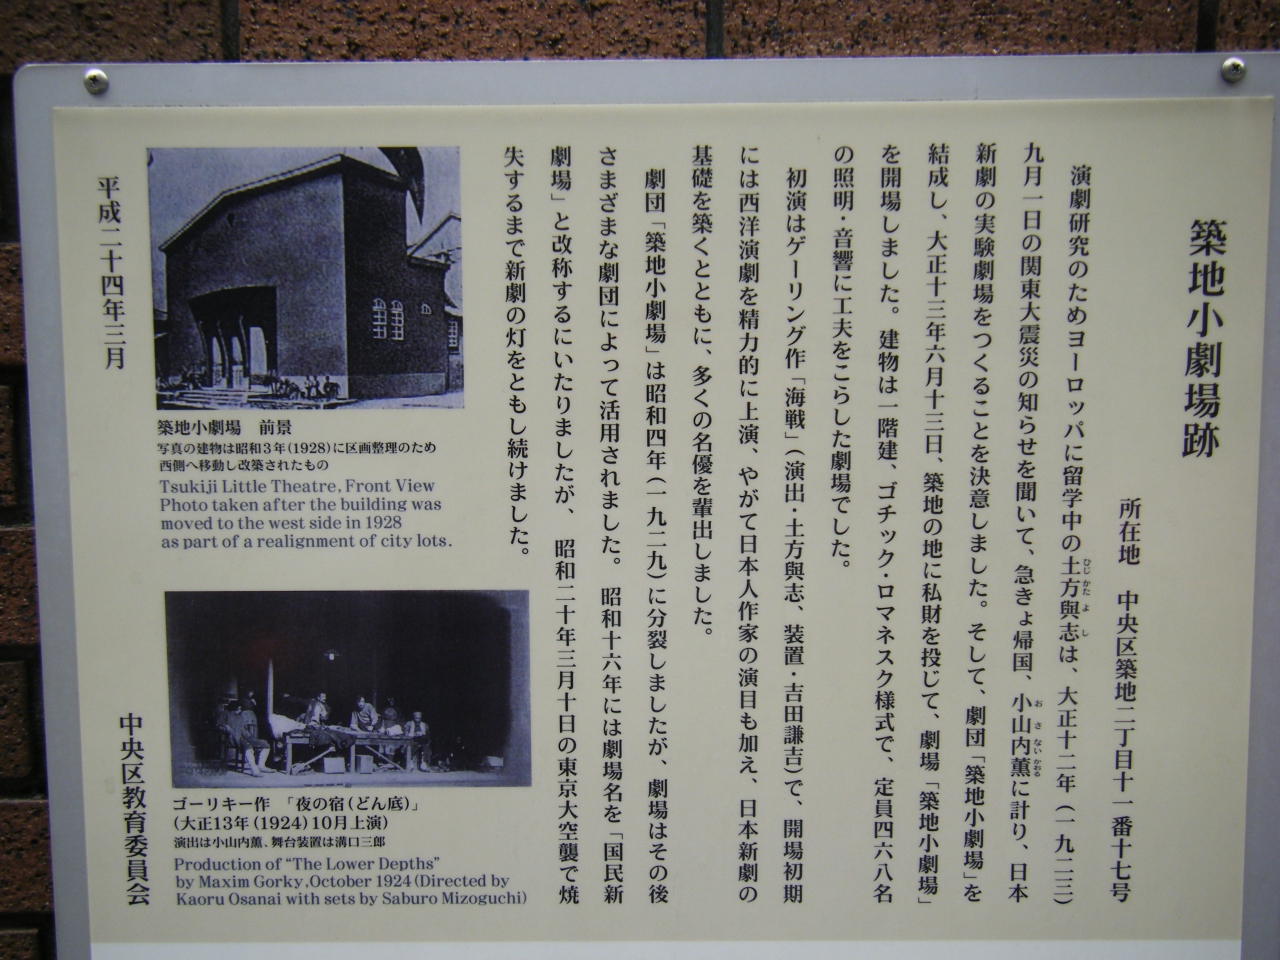 築地小劇場跡
所在地　中央区築地二丁目十一番十七号
演劇研究のためヨーロッパに留学中の土方與志は、大正十二年（一九二三）
ひじ かた よ し
九月一日の関東大震災の知らせを聞いて、急きょ帰国、小山内薫に計り、日本
お さ ない かおる
新劇の実験劇場をつくることを決意しました。そして、劇団「築地小劇場」を
結成し、大正十三年六月十三日、築地の地に私財を投じて、劇場「築地小劇場」
を開場しました。建物は一階建、ゴチック・ロマネスク様式で、定員四六八名
の照明・音響に工夫をこらした劇場でした。
初演はゲーリング作「海戦」（演出・土方與志、装置・吉田謙吉）で、開場初期
には西洋演劇を精力的に上演、やがて日本人作家の演目も加え、日本新劇の
基礎を築くとともに、多くの名優を輩出しました。
劇団「築地小劇場」は昭和四年（一九二九）に分裂しましたが、劇場はその後
さまざまな劇団によって活用されました。昭和十六年には劇場名を「国民新
劇場」と改称するにいたりましたが、昭和二十年三月十日の東京大空襲で焼
失するまで新劇の灯をともし続けました。
築地小劇場　前景
写真の建物は昭和3年(1928)に区画整理のため
西側へ移動し改築されたもの
Tsukiji Little Theatre, Front View
Photo taken after the building was
moved to the west side in 1928
as part of a realignment of city lots.
ゴーリキー作　「夜の宿(どん底)」
(大正13年(1924)10月上演)
演出は小山内薫、舞台装置は溝口三郎
Production of “The Lower Depths”
by Maxim Gorky, October 1924 (Directed by
Kaoru Osanai with sets by Saburo Mizoguchi)
平成二十四年三月
中央区教育委員会